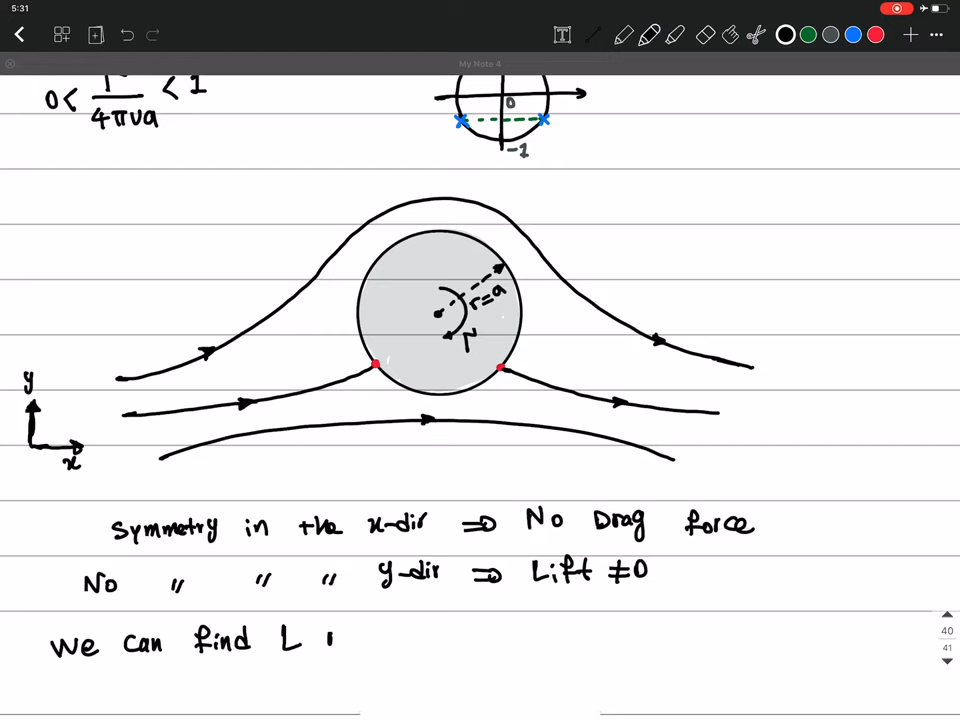 5:31
My Note 4
0 < Γ/4πυa < 1
0
-1
r=a
Γ
y
x
Symmetry in the x-dir ⇒ No Drag force
No " " " y-dir ⇒ Lift ≠ 0
We can find L
40
41